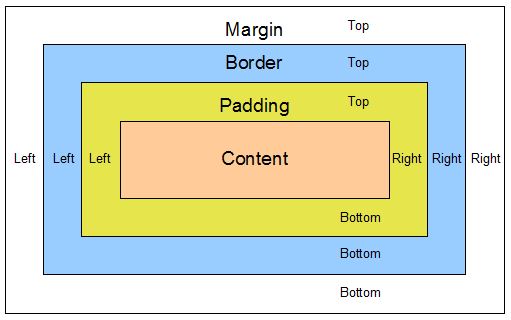 Margin Top
Border Top
Padding Top
Left Left Left Content Right Right Right
Bottom
Bottom
Bottom